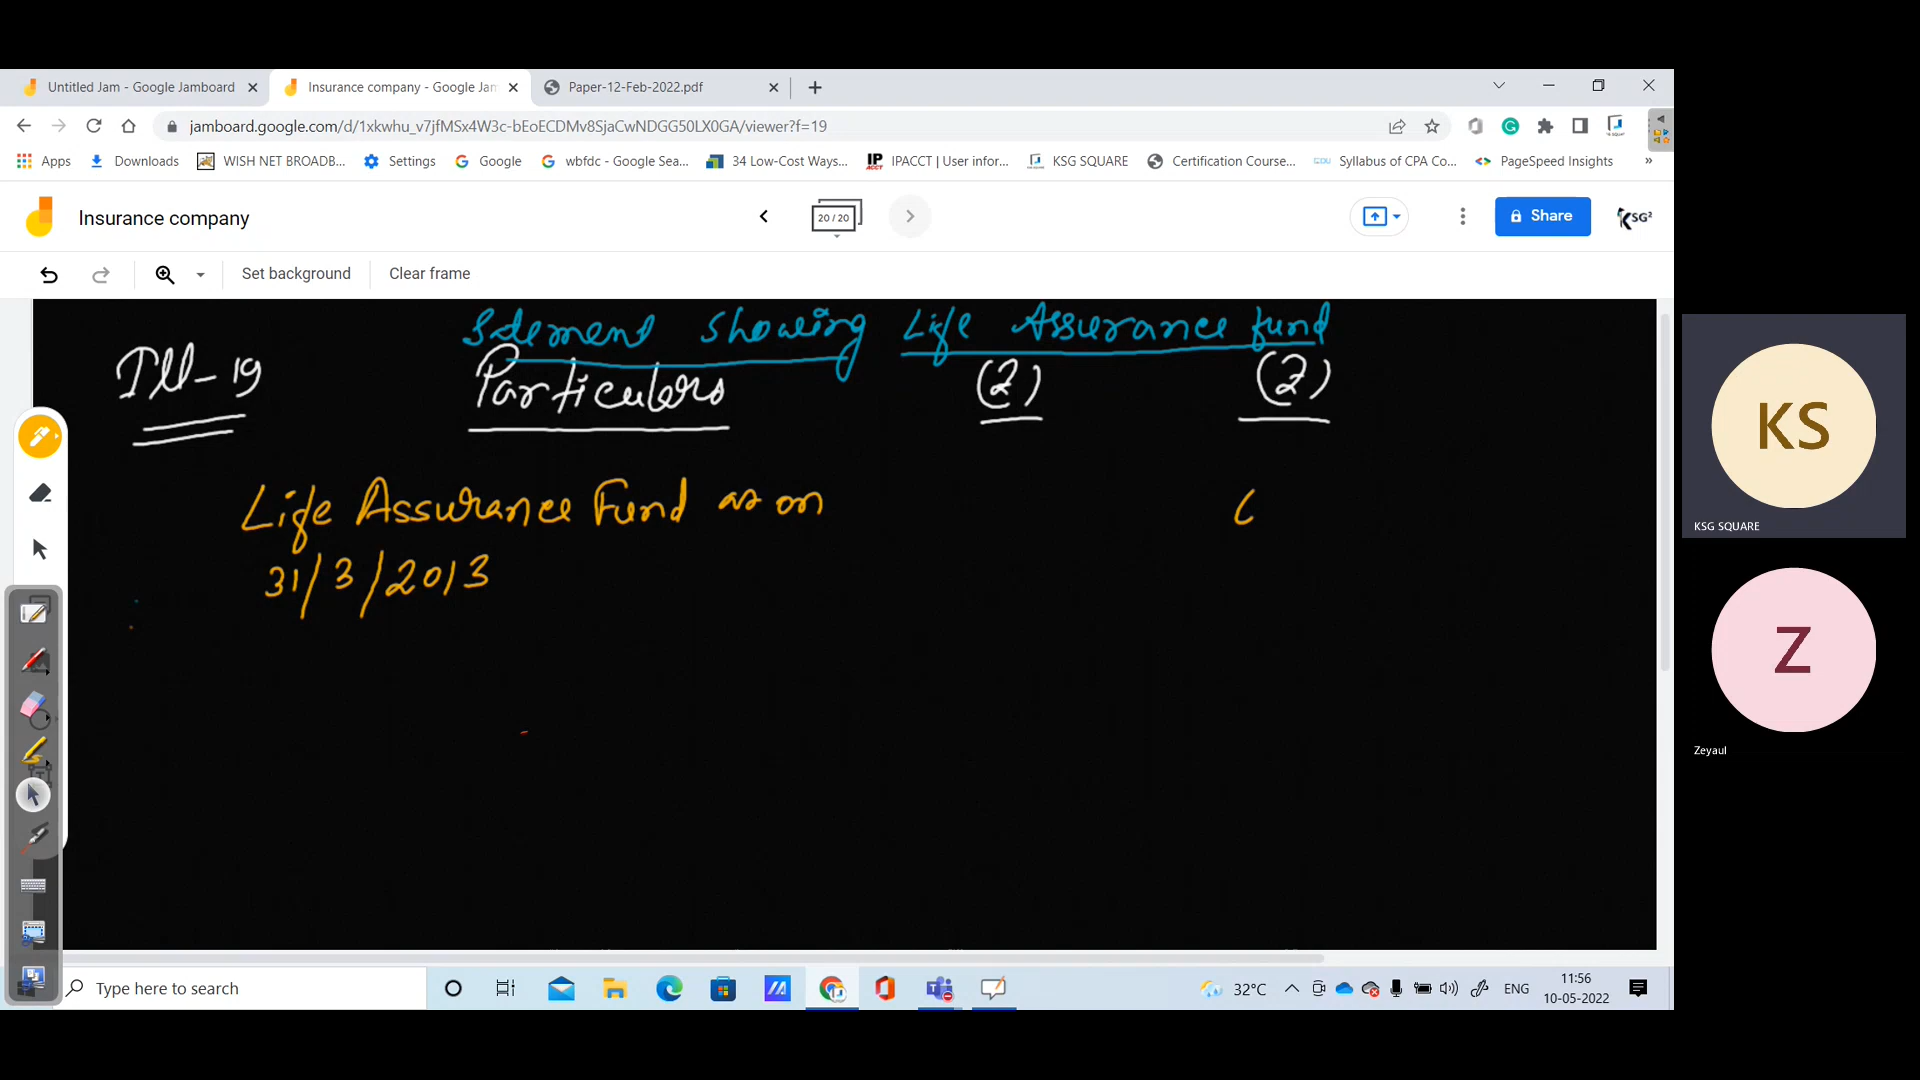 Untitled Jam - Google Jamboard
Insurance company - Google Jam
Paper-12-Feb-2022.pdf
jamboard.google.com/d/1xkwhu_v7jfMSx4W3c-bEoECDMv8SjaCwNDGG50LX0GA/viewer?f=19
Apps Downloads WISH NET BROADB... Settings Google wbfdc - Google Sea... 34 Low-Cost Ways... IPACCT | User infor... KSG SQUARE Certification Course... Syllabus of CPA Co... PageSpeed Insights »
Insurance company
20 / 20
Share
KSG²
Set background Clear frame
Stement Showing Life Assurance fund
Ill-19 Particulars (₹) (₹)
Life Assurance Fund as on
31/3/2013
KS
KSG SQUARE
Z
Zeyaul
Type here to search
32°C
ENG
11:56
10-05-2022